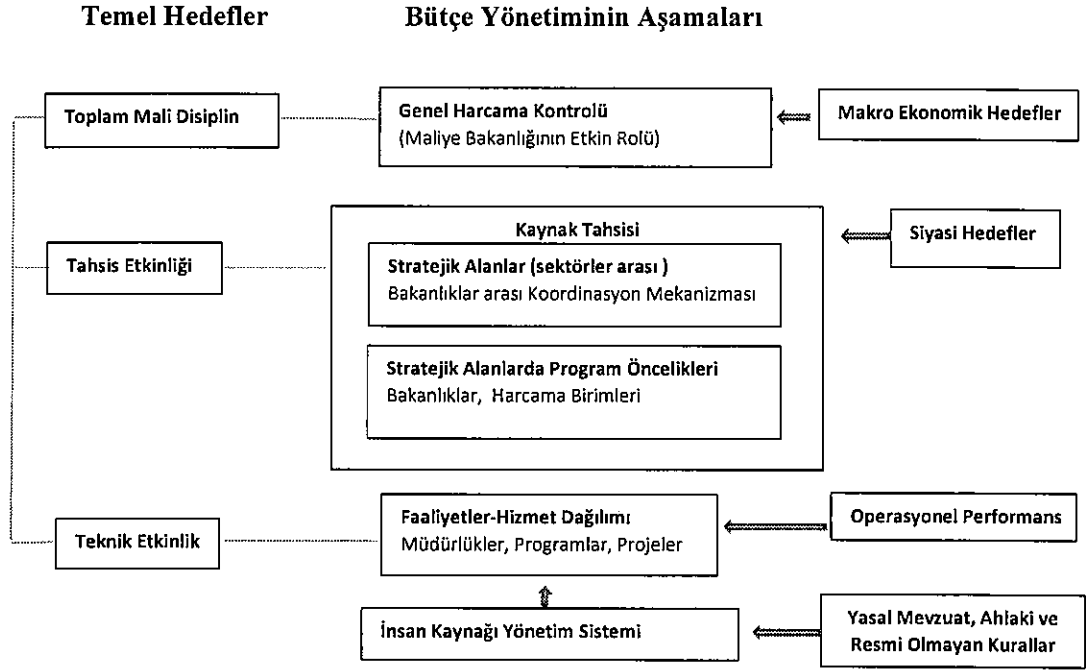 Temel Hedefler
Bütçe Yönetiminin Aşamaları
Toplam Mali Disiplin
Genel Harcama Kontrolü
(Maliye Bakanlığının Etkin Rolü)
Makro Ekonomik Hedefler
Kaynak Tahsisi
Siyasi Hedefler
Tahsis Etkinliği
Stratejik Alanlar (sektörler arası )
Bakanlıklar arası Koordinasyon Mekanizması
Stratejik Alanlarda Program Öncelikleri
Bakanlıklar, Harcama Birimleri
Teknik Etkinlik
Faaliyetler-Hizmet Dağılımı
Müdürlükler, Programlar, Projeler
Operasyonel Performans
İnsan Kaynağı Yönetim Sistemi
Yasal Mevzuat, Ahlaki ve
Resmi Olmayan Kurallar